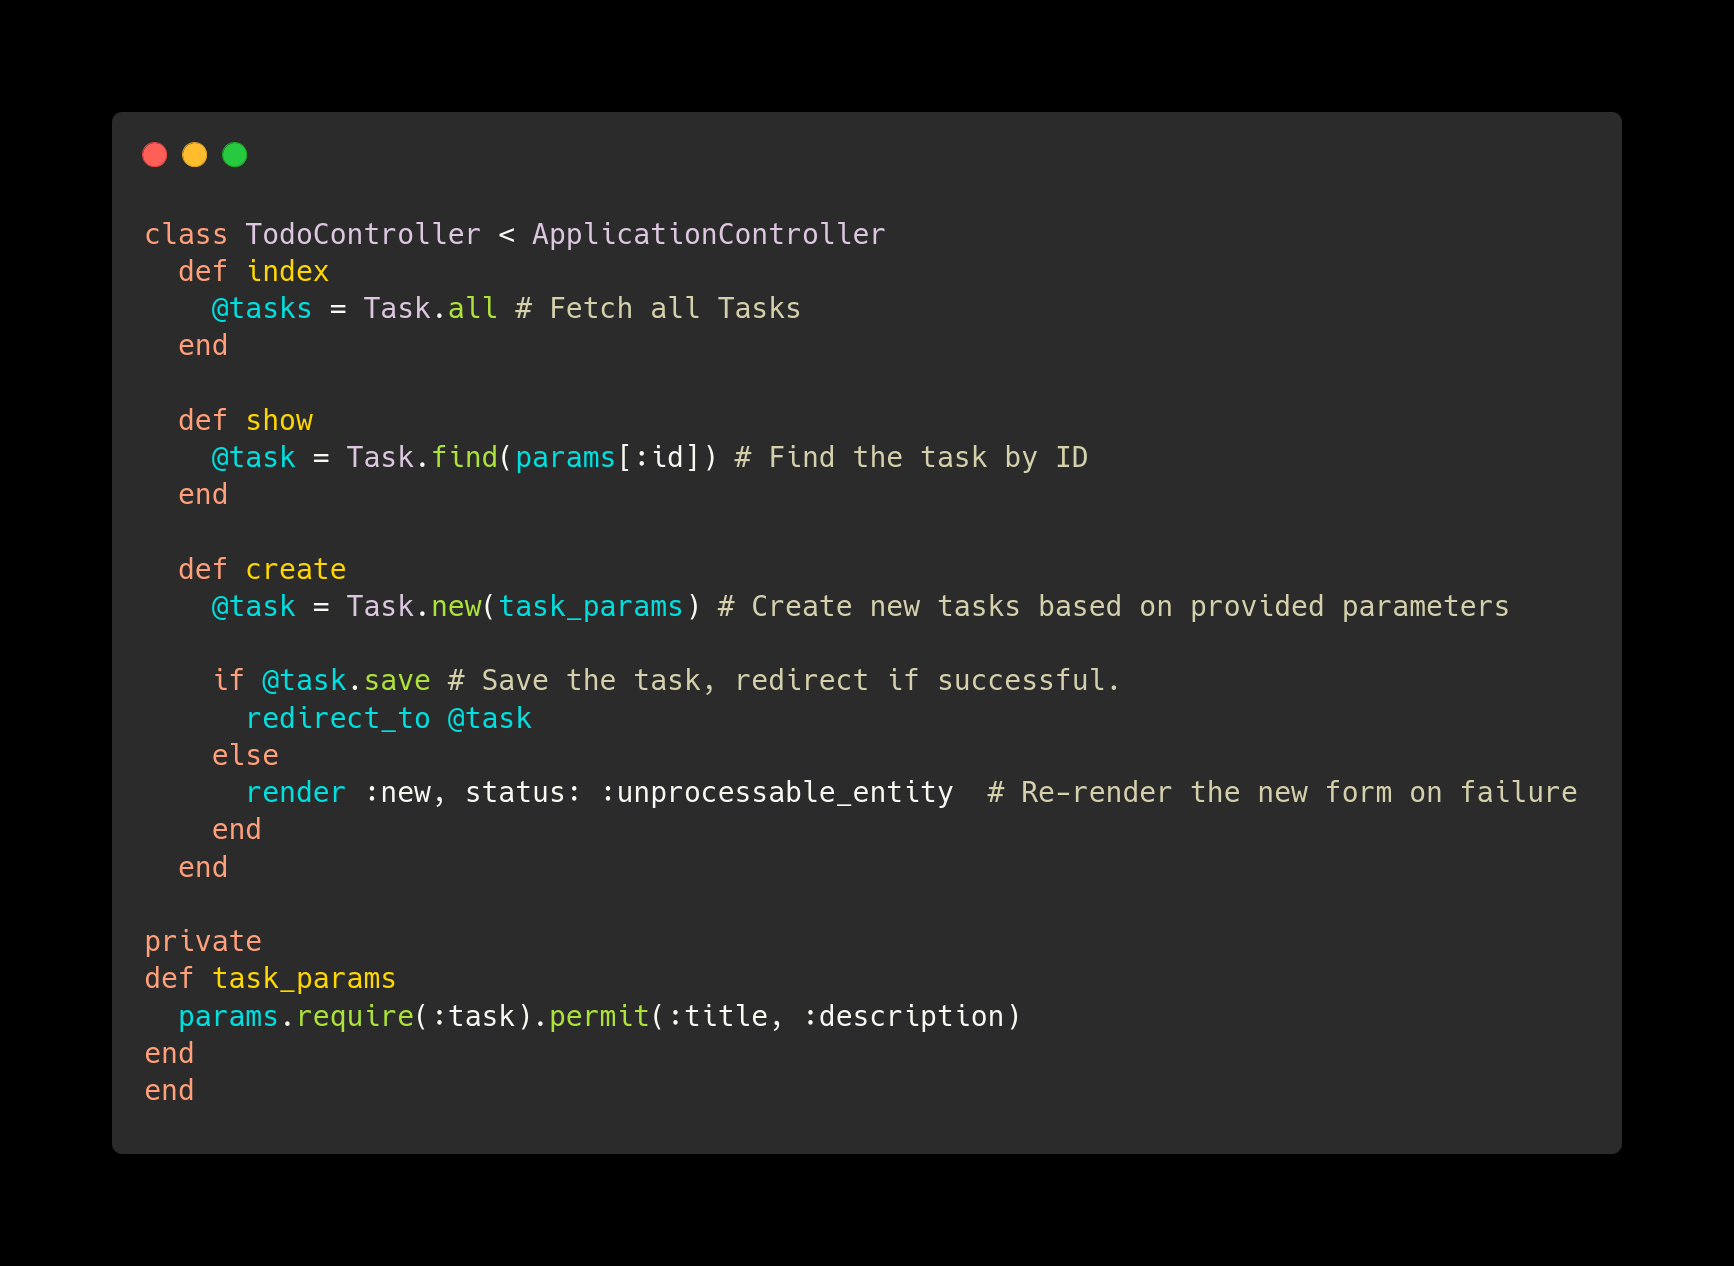 class TodoController < ApplicationController
  def index
    @tasks = Task.all # Fetch all Tasks
  end

  def show
    @task = Task.find(params[:id]) # Find the task by ID
  end

  def create
    @task = Task.new(task_params) # Create new tasks based on provided parameters

    if @task.save # Save the task, redirect if successful.
      redirect_to @task
    else
      render :new, status: :unprocessable_entity  # Re-render the new form on failure
    end
  end

private
def task_params
  params.require(:task).permit(:title, :description)
end
end